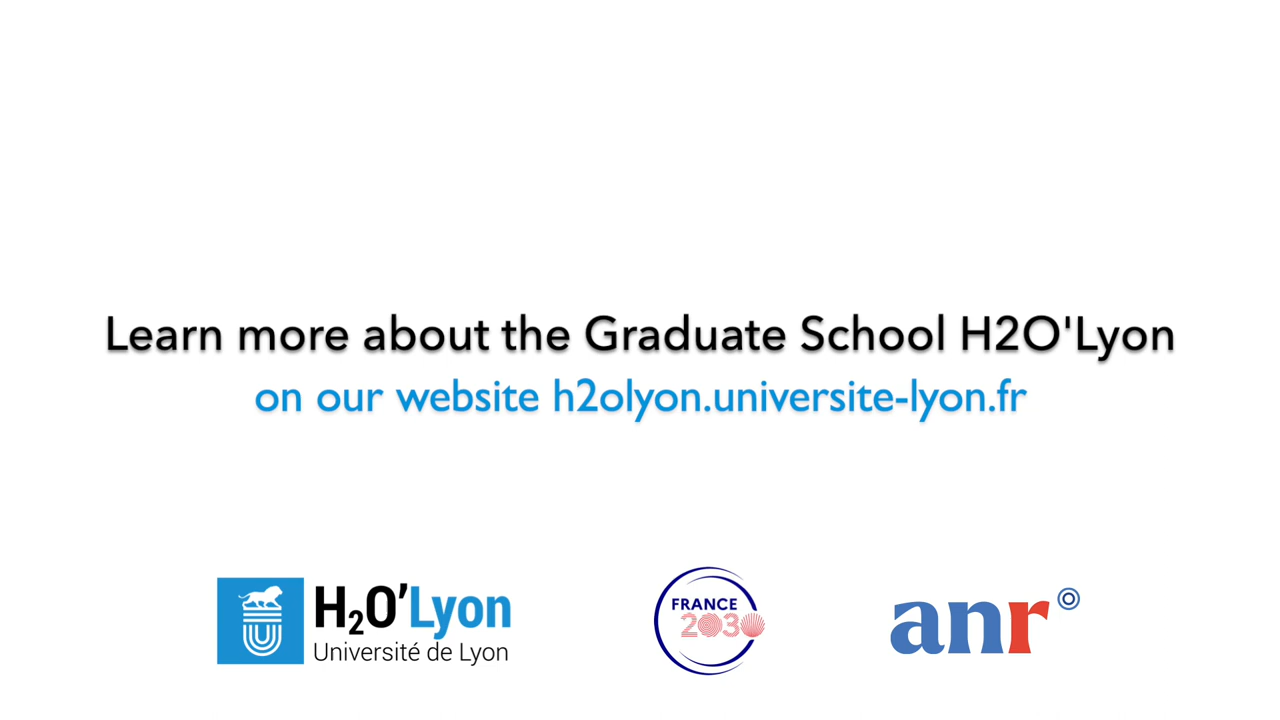 Learn more about the Graduate School H2O'Lyon
on our website h2olyon.universite-lyon.fr
H₂O'Lyon
Université de Lyon
FRANCE
2030
anr